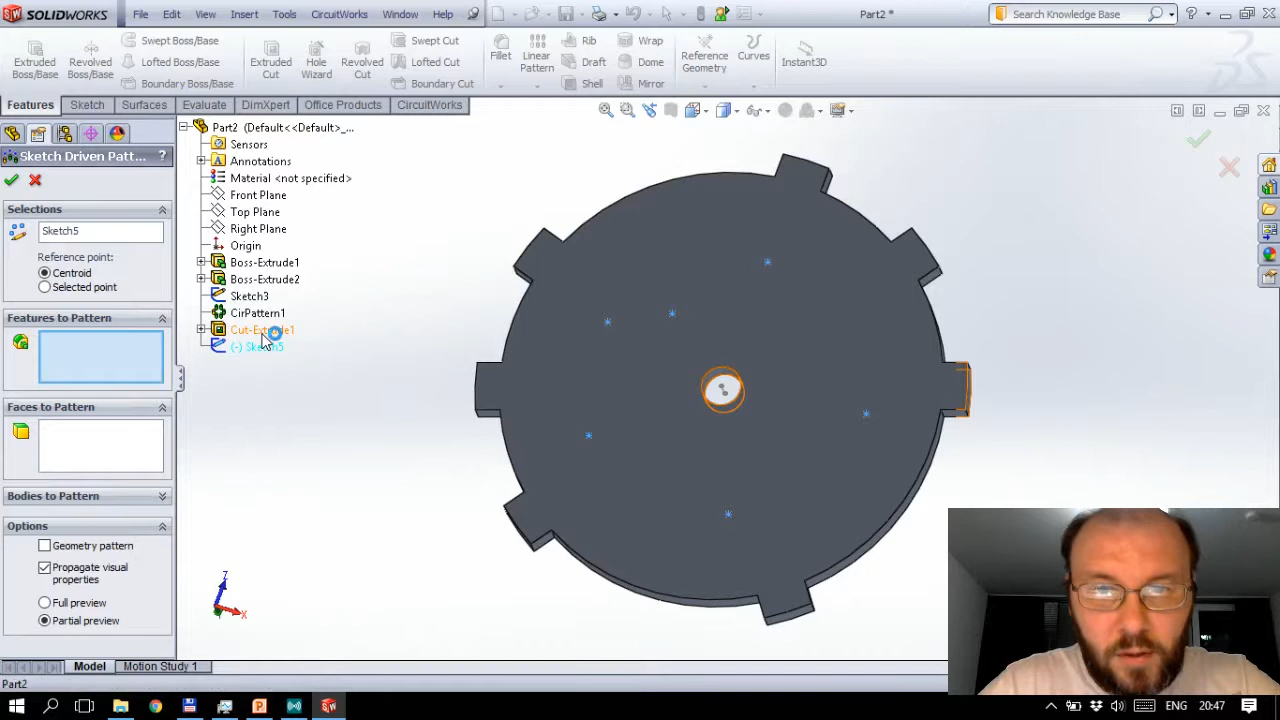 SOLIDWORKS
File Edit View Insert Tools CircuitWorks Window Help
Part2 *
Search Knowledge Base
Extruded Boss/Base
Revolved Boss/Base
Swept Boss/Base
Lofted Boss/Base
Boundary Boss/Base
Extruded Cut
Hole Wizard
Revolved Cut
Swept Cut
Lofted Cut
Boundary Cut
Fillet
Linear Pattern
Rib
Draft
Shell
Wrap
Dome
Mirror
Reference Geometry
Curves
Instant3D
Features Sketch Surfaces Evaluate DimXpert Office Products CircuitWorks
Sketch Driven Patt... ?
Selections
Sketch5
Reference point:
Centroid
Selected point
Features to Pattern
Faces to Pattern
Bodies to Pattern
Options
Geometry pattern
Propagate visual
properties
Full preview
Partial preview
Part2 (Default<<Default>_...
Sensors
Annotations
Material <not specified>
Front Plane
Top Plane
Right Plane
Origin
Boss-Extrude1
Boss-Extrude2
Sketch3
CirPattern1
Cut-Extrude1
(-) Sketch5
Z
X
Model Motion Study 1
Part2
ENG 20:47